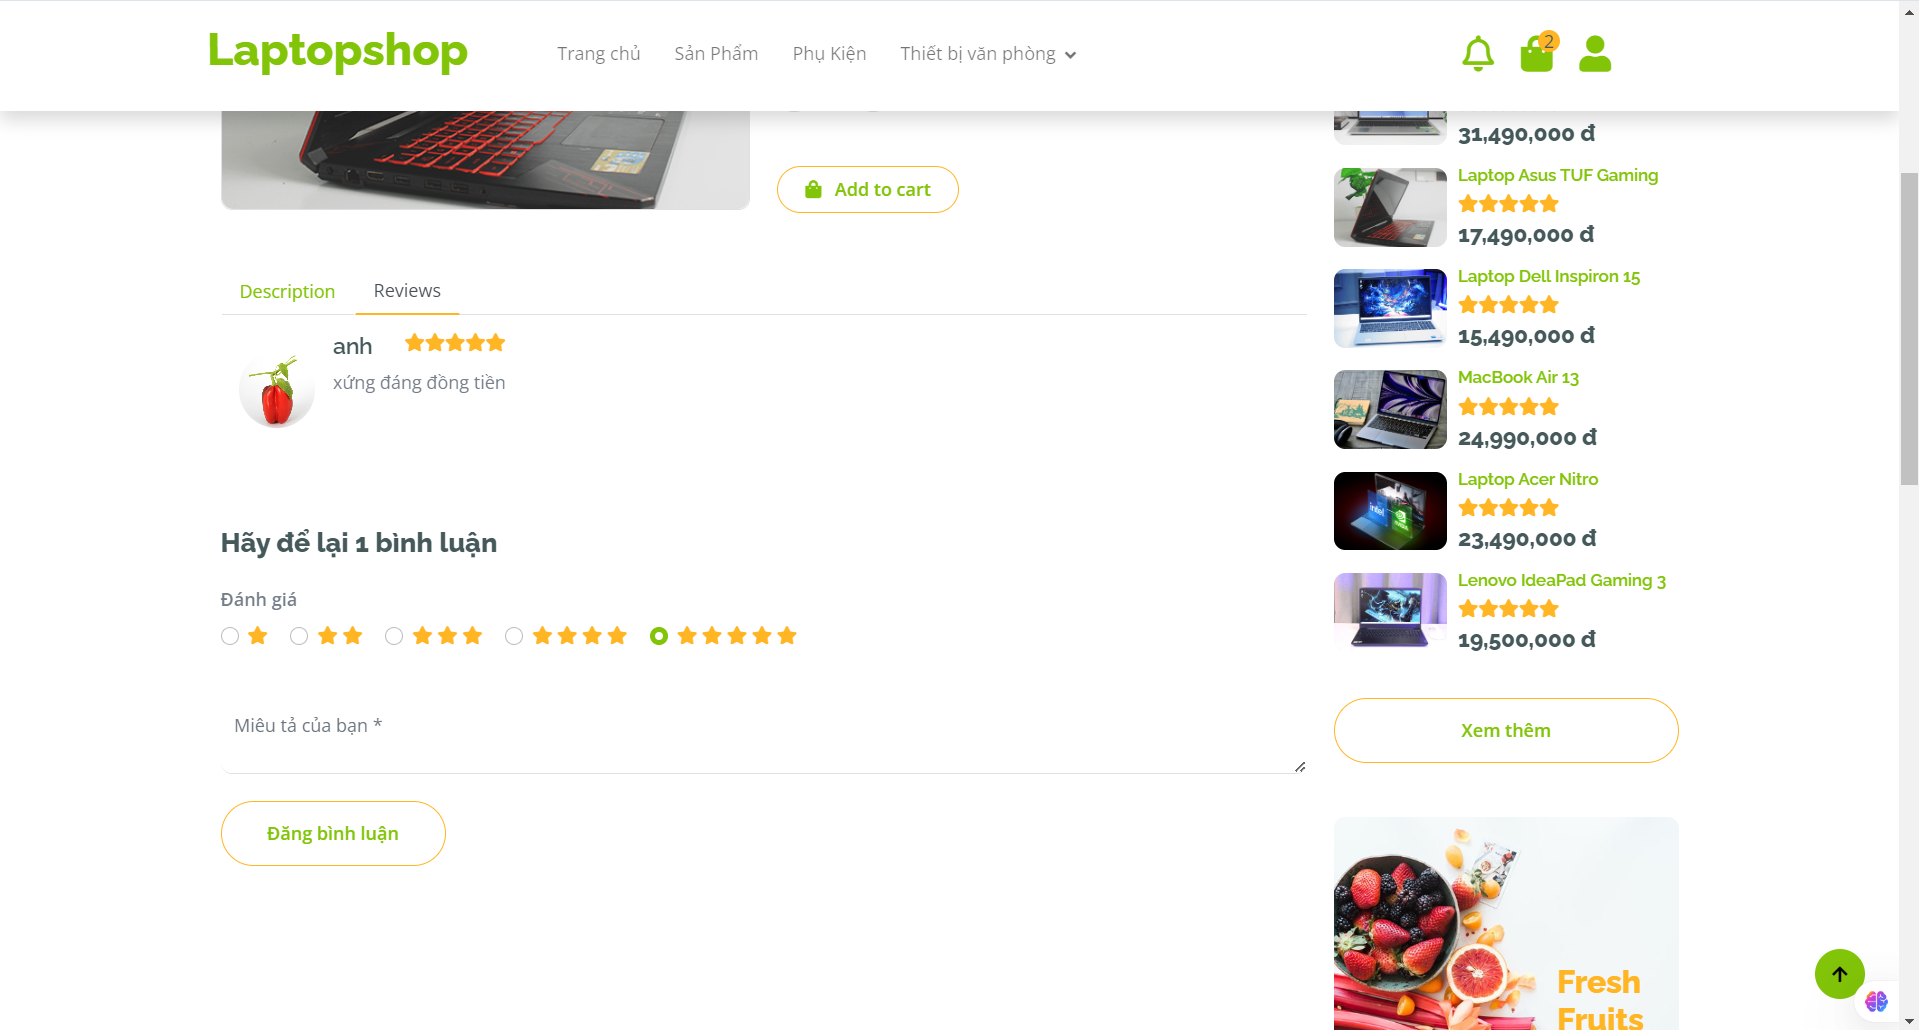 Laptopshop
Trang chủ
Sản Phẩm
Phụ Kiện
Thiết bị văn phòng
2
Add to cart
Description
Reviews
anh
xứng đáng đồng tiền
Hãy để lại 1 bình luận
Đánh giá
Miêu tả của bạn *
Đăng bình luận
31,490,000 đ
Laptop Asus TUF Gaming
17,490,000 đ
Laptop Dell Inspiron 15
15,490,000 đ
MacBook Air 13
24,990,000 đ
Laptop Acer Nitro
23,490,000 đ
intel
Lenovo IdeaPad Gaming 3
19,500,000 đ
Xem thêm
Fresh
Fruits